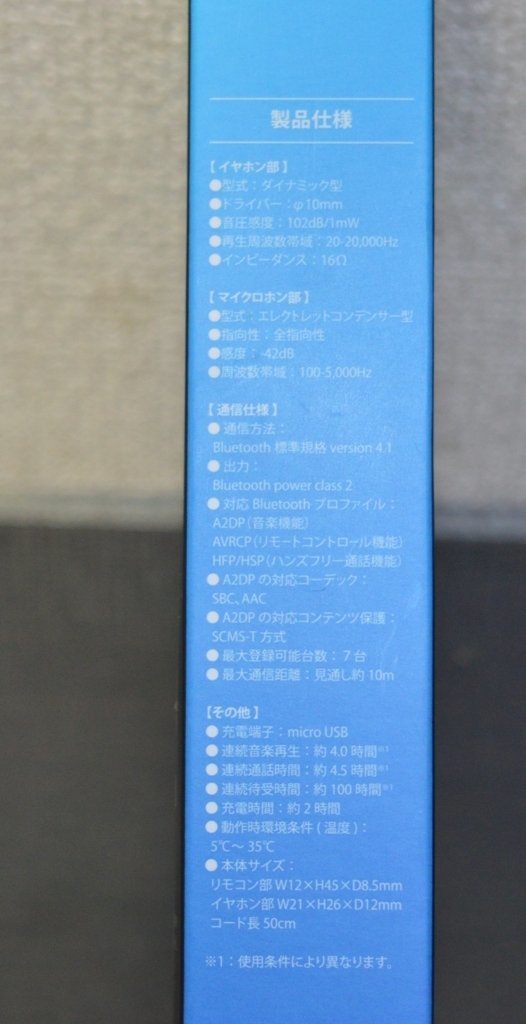 製品仕様
【 イヤホン部 】
●型式：ダイナミック型
●ドライバー：φ10mm
●音圧感度：102dB/1mW
●再生周波数帯域：20-20,000Hz
●インピーダンス：16Ω
【 マイクロホン部 】
●型式：エレクトレットコンデンサー型
●指向性：全指向性
●感度：-42dB
●周波数帯域：100-5,000Hz
【 通信仕様 】
● 通信方法：
Bluetooth 標準規格 version 4.1
● 出力：
Bluetooth power class 2
● 対応 Bluetooth プロファイル：
A2DP（音楽機能）
AVRCP（リモートコントロール機能）
HFP/HSP（ハンズフリー通話機能）
● A2DP の対応コーデック：
SBC、AAC
● A2DP の対応コンテンツ保護：
SCMS-T 方式
● 最大登録可能台数：7 台
● 最大通信距離：見通し約 10m
【その他 】
● 充電端子：micro USB
● 連続音楽再生：約 4.0 時間※1
● 連続通話時間：約 4.5 時間※1
● 連続待受時間：約 100 時間※1
● 充電時間：約 2 時間
● 動作時環境条件 ( 温度 )：
5℃～ 35℃
● 本体サイズ：
リモコン部 W12×H45×D8.5mm
イヤホン部 W21×H26×D12mm
コード長 50cm
※1：使用条件により異なります。